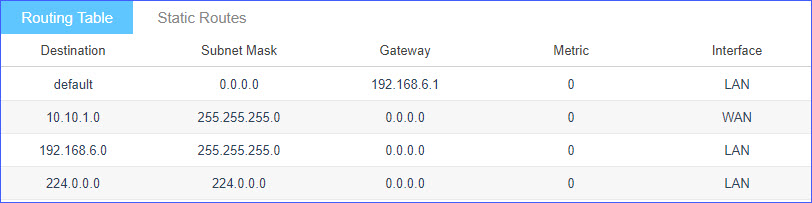 Routing Table Static Routes
Destination Subnet Mask Gateway Metric Interface
default 0.0.0.0 192.168.6.1 0 LAN
10.10.1.0 255.255.255.0 0.0.0.0 0 WAN
192.168.6.0 255.255.255.0 0.0.0.0 0 LAN
224.0.0.0 224.0.0.0 0.0.0.0 0 LAN